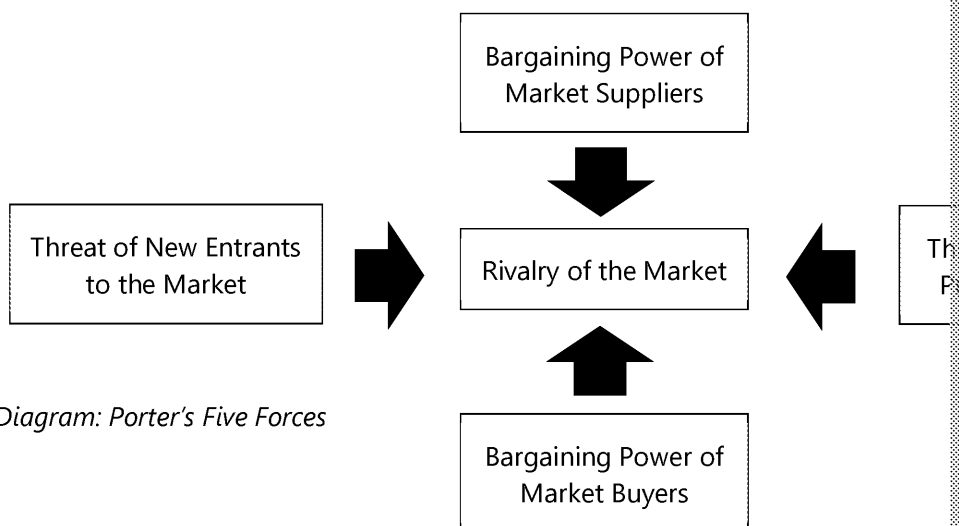 Bargaining Power of
Market Suppliers
Threat of New Entrants
to the Market
Rivalry of the Market
Diagram: Porter's Five Forces
Bargaining Power of
Market Buyers